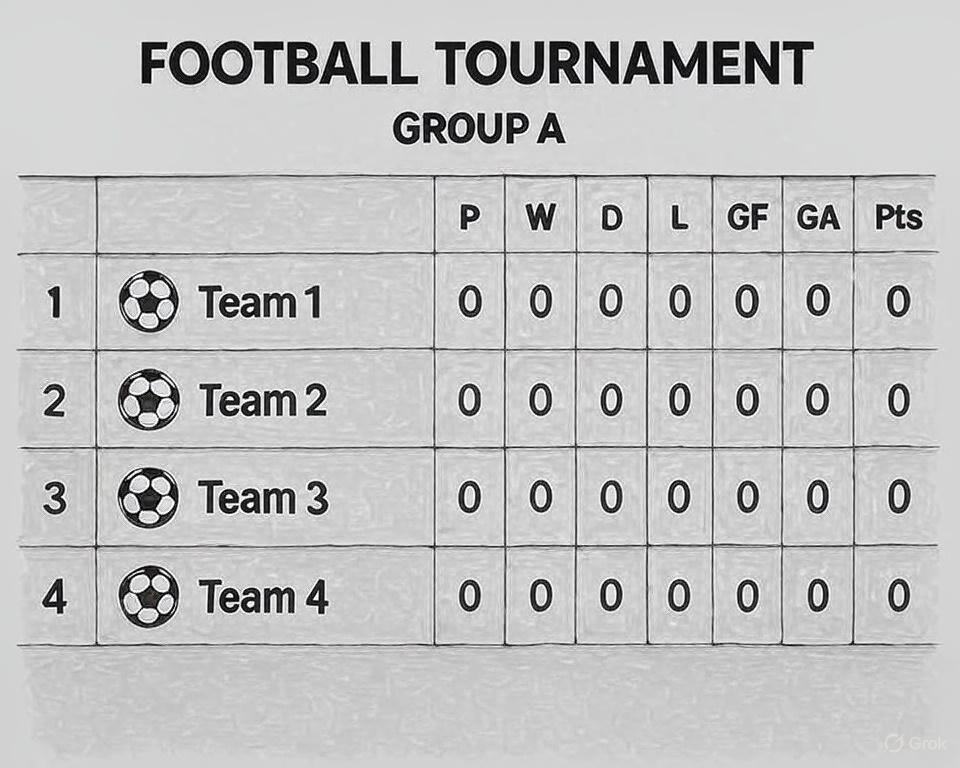 FOOTBALL TOURNAMENT
GROUP A
P W D L GF GA Pts
1 Team 1 0 0 0 0 0 0 0
2 Team 2 0 0 0 0 0 0 0
3 Team 3 0 0 0 0 0 0 0
4 Team 4 0 0 0 0 0 0 0
Grok